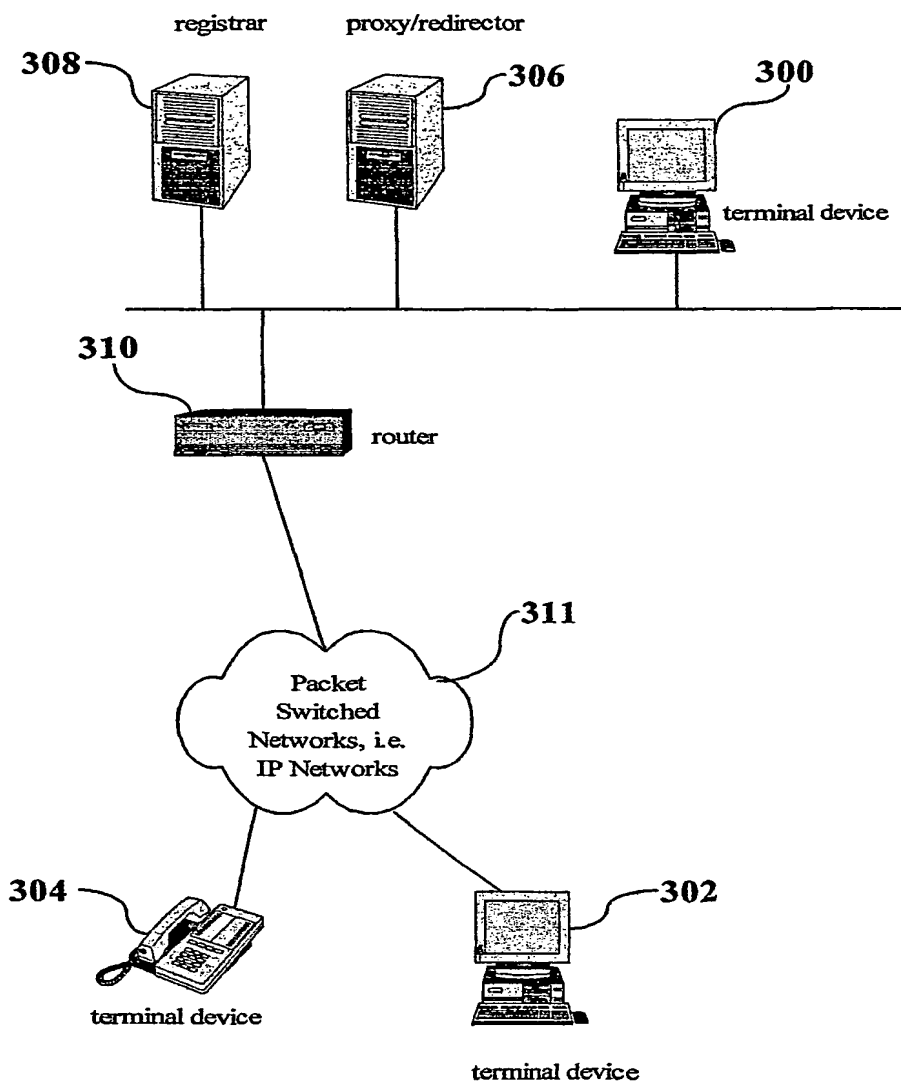 registrar
proxy/redirector
308
306
300
terminal device
310
router
311
Packet
Switched
Networks, i.e.
IP Networks
304
302
terminal device
terminal device